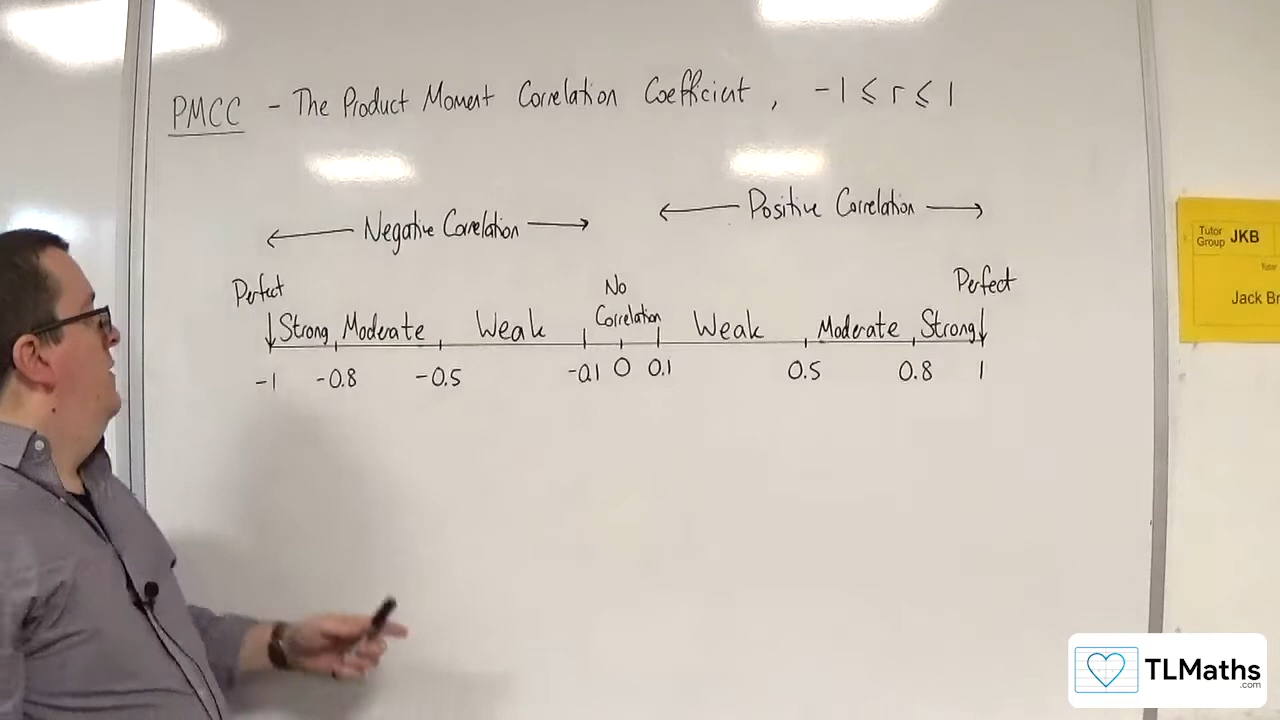 PMCC - The Product Moment Correlation Coefficient, -1 ≤ r ≤ 1
Negative Correlation
Positive Correlation
Perfect
No
Perfect
Strong Moderate Weak Correlation Weak Moderate Strong
-1 -0.8 -0.5 -0.1 0 0.1 0.5 0.8 1
Tutor
Group JKB
Tutor
Jack Br
TLMaths
.com